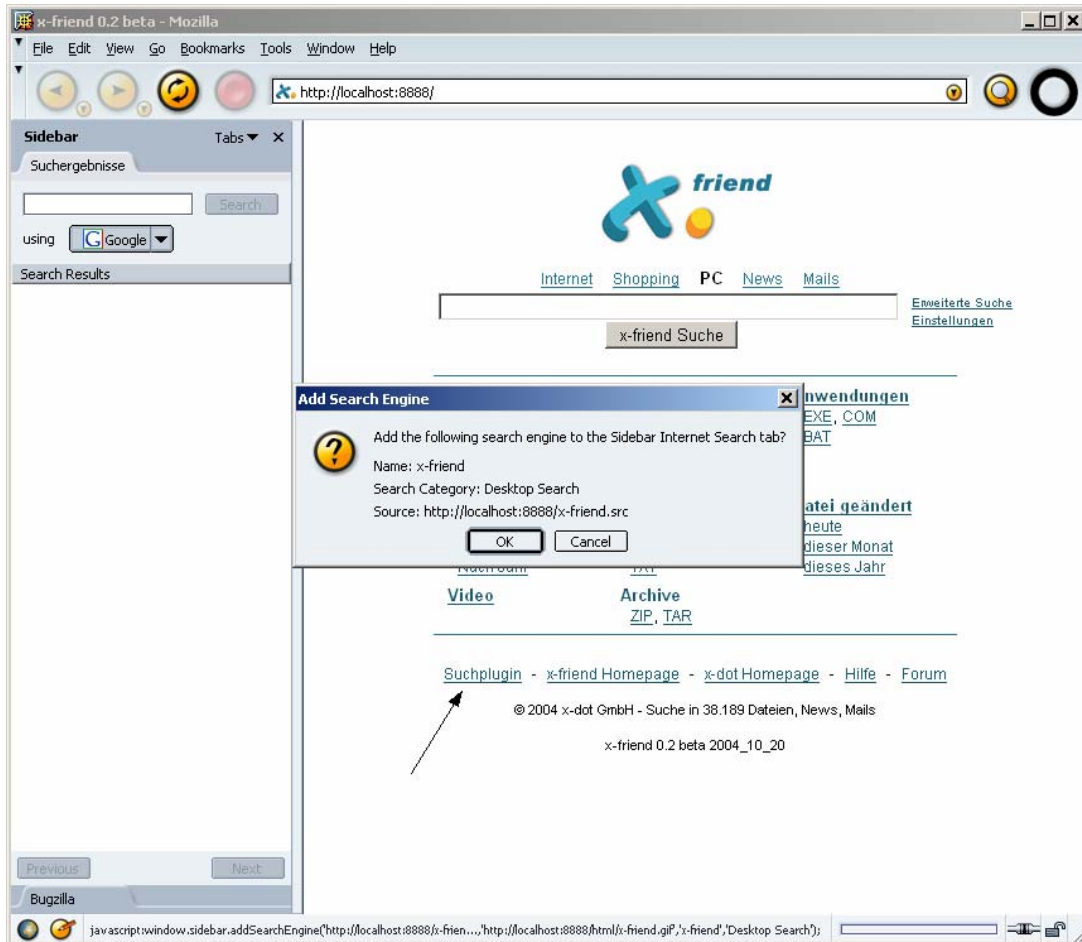 x-friend 0.2 beta - Mozilla
File Edit View Go Bookmarks Tools Window Help
http://localhost:8888/
Sidebar Tabs
Suchergebnisse
Search
using Google
Search Results
friend
Internet Shopping PC News Mails
Erweiterte Suche
Einstellungen
x-friend Suche
nwendungen
EXE, COM
BAT
Add Search Engine
Add the following search engine to the Sidebar Internet Search tab?
Name: x-friend
Search Category: Desktop Search
Source: http://localhost:8888/x-friend.src
OK Cancel
atei geändert
heute
dieser Monat
dieses Jahr
Video Archive
ZIP, TAR
Suchplugin - x-friend Homepage - x-dot Homepage - Hilfe - Forum
© 2004 x-dot GmbH - Suche in 38.189 Dateien, News, Mails
x-friend 0.2 beta 2004_10_20
Previous Next
Bugzilla
javascript:window.sidebar.addSearchEngine('http://localhost:8888/x-frien...,'http://localhost:8888/html/x-friend.gif','x-friend','Desktop Search');